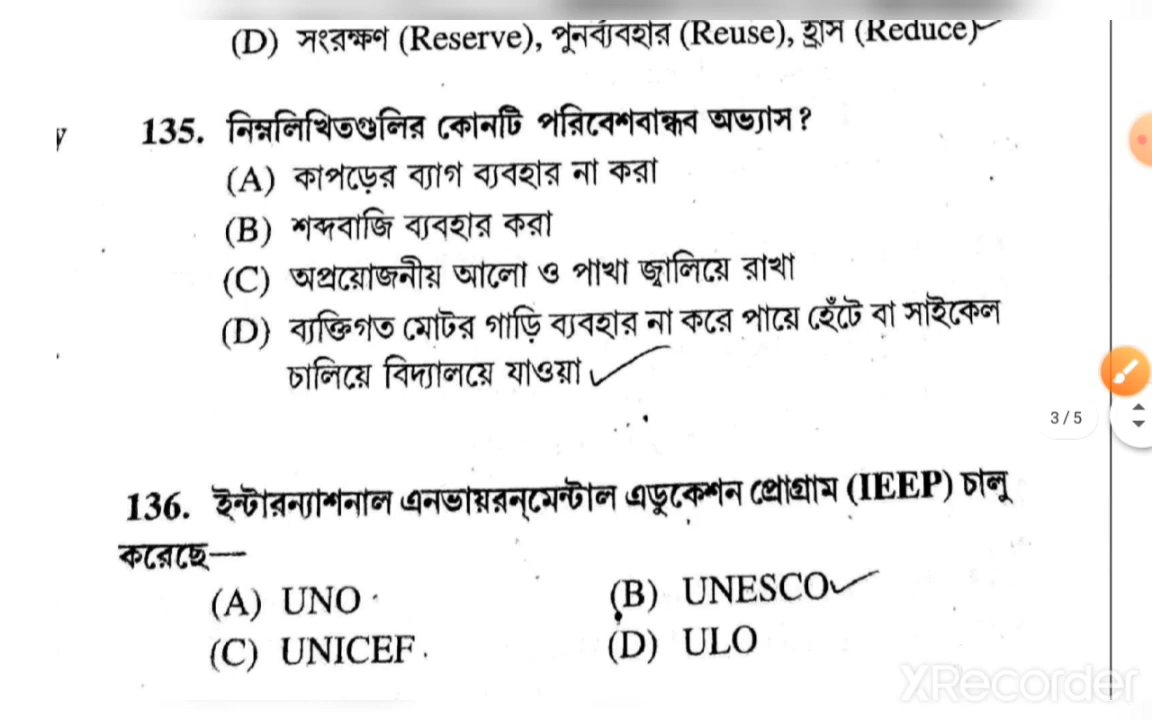 (D) সংরক্ষণ (Reserve), পুনর্ব্যবহার (Reuse), হ্রাস (Reduce)
135. নিম্নলিখিতগুলির কোনটি পরিবেশবান্ধব অভ্যাস?
(A) কাপড়ের ব্যাগ ব্যবহার না করা
(B) শব্দবাজি ব্যবহার করা
(C) অপ্রয়োজনীয় আলো ও পাখা জ্বালিয়ে রাখা
(D) ব্যক্তিগত মোটর গাড়ি ব্যবহার না করে পায়ে হেঁটে বা সাইকেল
চালিয়ে বিদ্যালয়ে যাওয়া
3/5
136. ইন্টারন্যাশনাল এনভায়রন্‌মেন্টাল এডুকেশন প্রোগ্রাম (IEEP) চালু
করেছে—
(A) UNO (B) UNESCO
(C) UNICEF (D) ULO
XRecorder